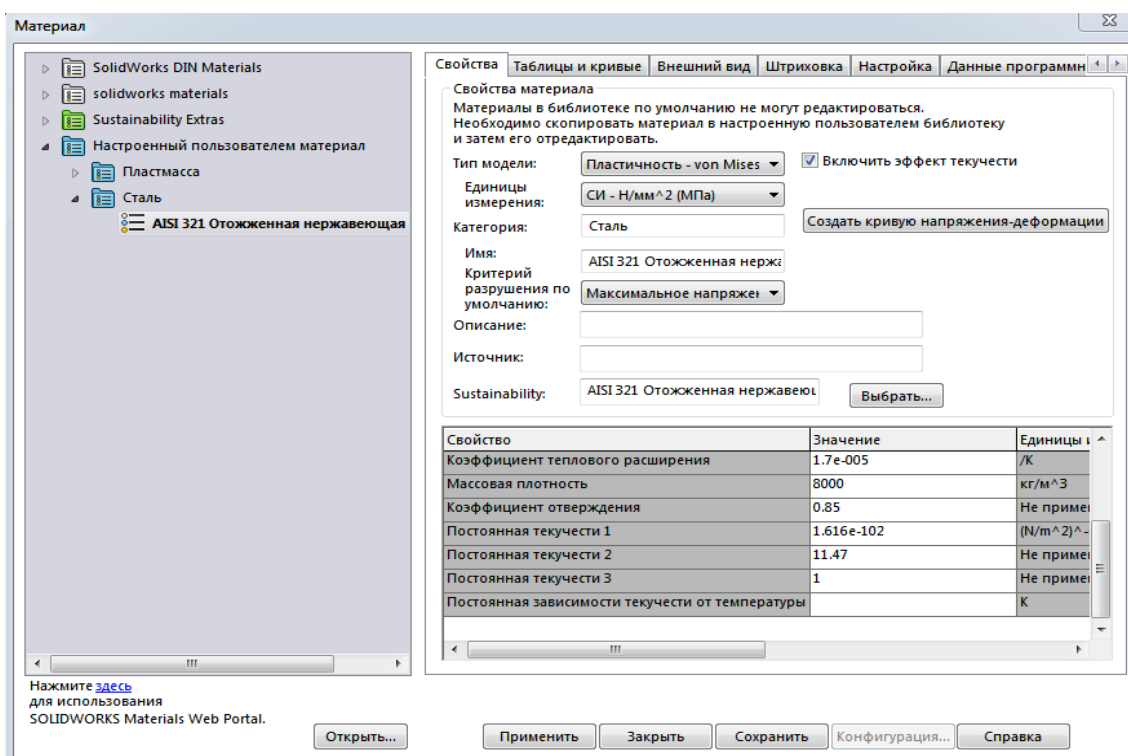 Материал
SolidWorks DIN Materials
solidworks materials
Sustainability Extras
Настроенный пользователем материал
Пластмасса
Сталь
AISI 321 Отожженная нержавеющая
Нажмите здесь
для использования
SOLIDWORKS Materials Web Portal.
Открыть...
Свойства Таблицы и кривые Внешний вид Штриховка Настройка Данные программн
Свойства материала
Материалы в библиотеке по умолчанию не могут редактироваться.
Необходимо скопировать материал в настроенную пользователем библиотеку
и затем его отредактировать.
Тип модели: Пластичность - von Mises Включить эффект текучести
Единицы
измерения: СИ - Н/мм^2 (МПа)
Категория: Сталь Создать кривую напряжения-деформации
Имя: AISI 321 Отожженная нержа
Критерий
разрушения по
умолчанию: Максимальное напряжен
Описание:
Источник:
Sustainability: AISI 321 Отожженная нержавеющ Выбрать...
Свойство Значение Единицы и
Коэффициент теплового расширения 1.7e-005 /K
Массовая плотность 8000 кг/м^3
Коэффициент отверждения 0.85 Не примен
Постоянная текучести 1 1.616e-102 (N/m^2)^-
Постоянная текучести 2 11.47 Не примен
Постоянная текучести 3 1 Не примен
Постоянная зависимости текучести от температуры K
Применить Закрыть Сохранить Конфигурация... Справка